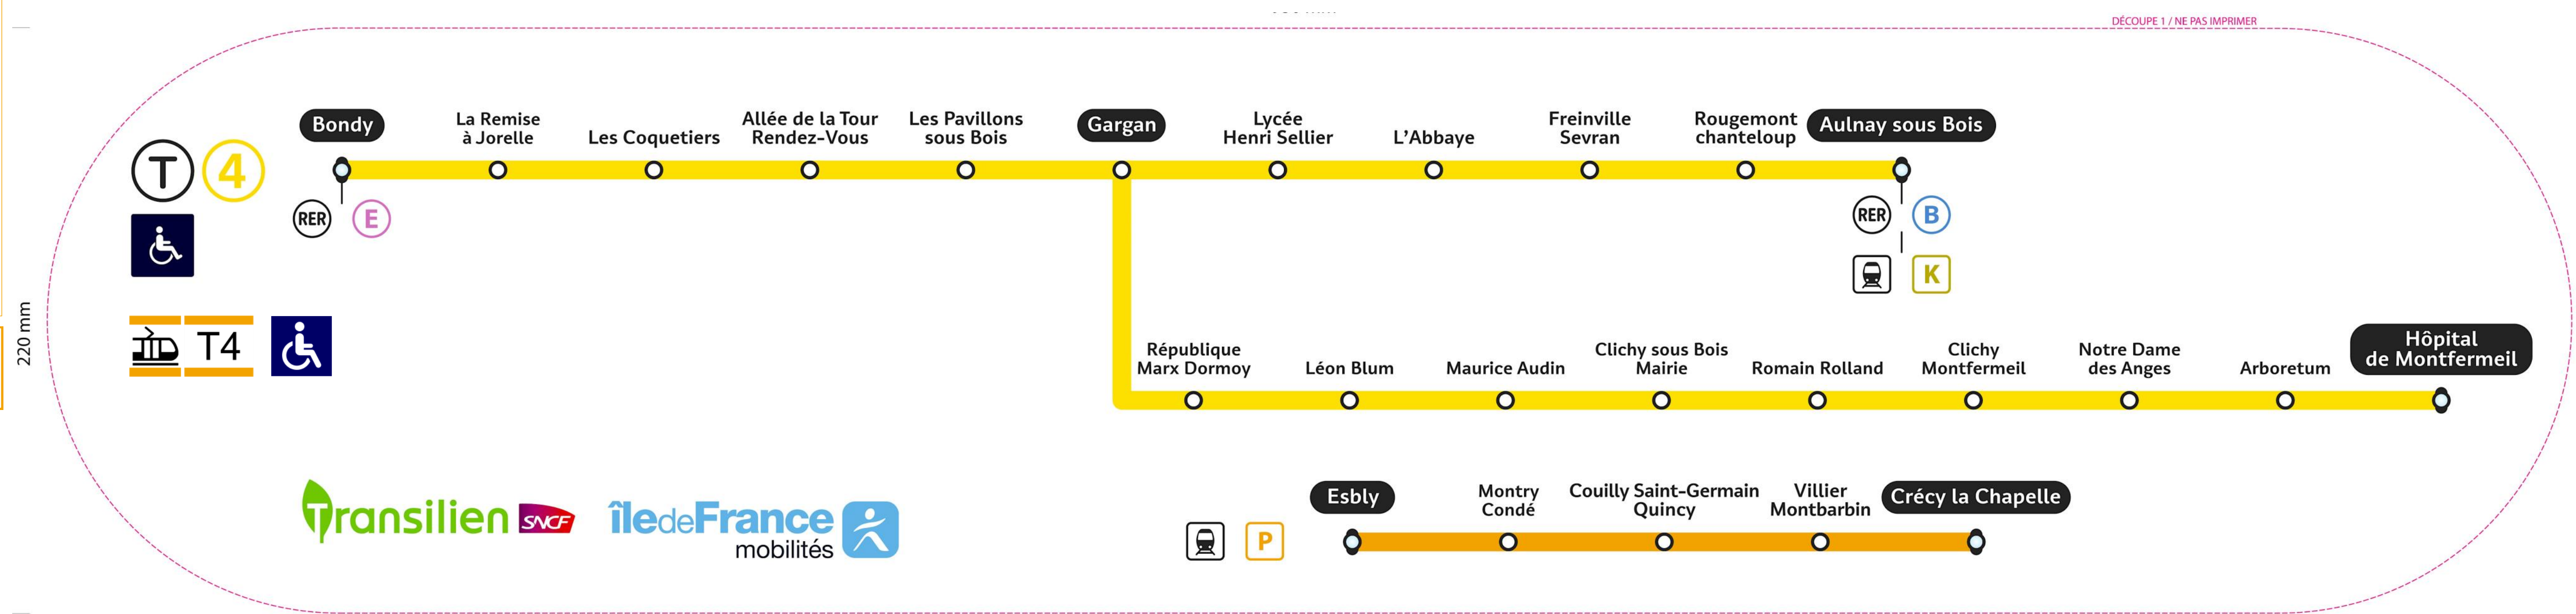 DÉCOUPE 1 / NE PAS IMPRIMER
220 mm
T 4
Bondy
La Remise
à Jorelle
Les Coquetiers
Allée de la Tour
Rendez-Vous
Les Pavillons
sous Bois
Gargan
Lycée
Henri Sellier
L'Abbaye
Freinville
Sevran
Rougemont
chanteloup
Aulnay sous Bois
RER E
RER B
K
T4
République
Marx Dormoy
Léon Blum
Maurice Audin
Clichy sous Bois
Mairie
Romain Rolland
Clichy
Montfermeil
Notre Dame
des Anges
Arboretum
Hôpital
de Montfermeil
Transilien SNCF
îledeFrance
mobilités
P
Esbly
Montry
Condé
Couilly Saint-Germain
Quincy
Villier
Montbarbin
Crécy la Chapelle